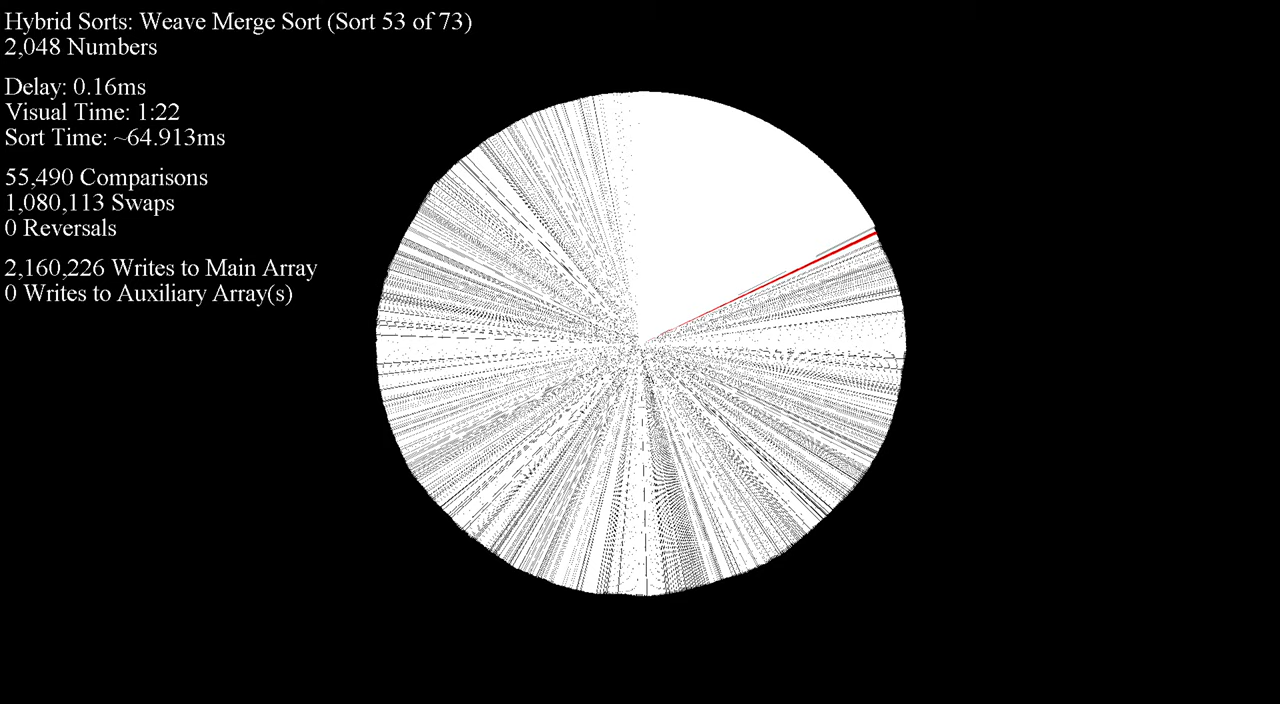 Hybrid Sorts: Weave Merge Sort (Sort 53 of 73)
2,048 Numbers
Delay: 0.16ms
Visual Time: 1:22
Sort Time: ~64.913ms
55,490 Comparisons
1,080,113 Swaps
0 Reversals
2,160,226 Writes to Main Array
0 Writes to Auxiliary Array(s)